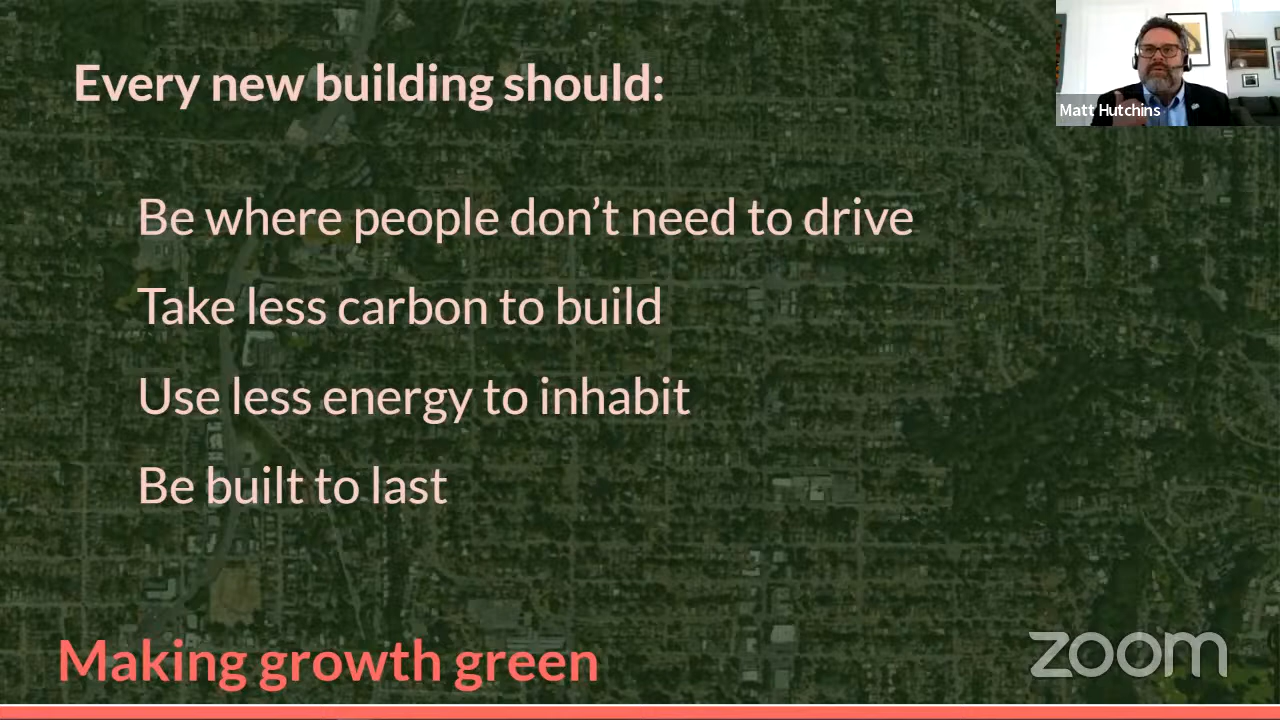 Every new building should:
Matt Hutchins
Be where people don’t need to drive
Take less carbon to build
Use less energy to inhabit
Be built to last
Making growth green
zoom